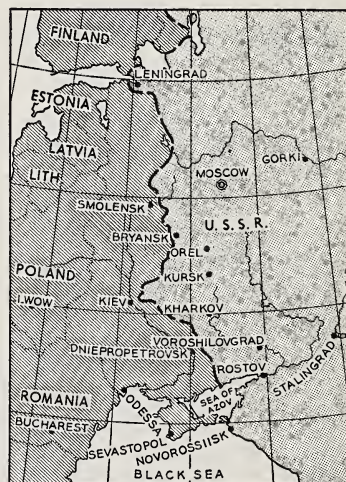 FINLAND
LENINGRAD
ESTONIA
LATVIA
LITH
MOSCOW
GORKI
SMOLENSK
U.S.S.R.
BRYANSK
OREL
POLAND
KURSK
LWOW
KIEV
KHARKOV
VOROSHILOVGRAD
DNIEPROPETROVSK
ROSTOV
STALINGRAD
SEA OF
AZOV
ROMANIA
ODESSA
BUCHAREST
SEVASTOPOL
NOVOROSSIISK
BLACK SEA